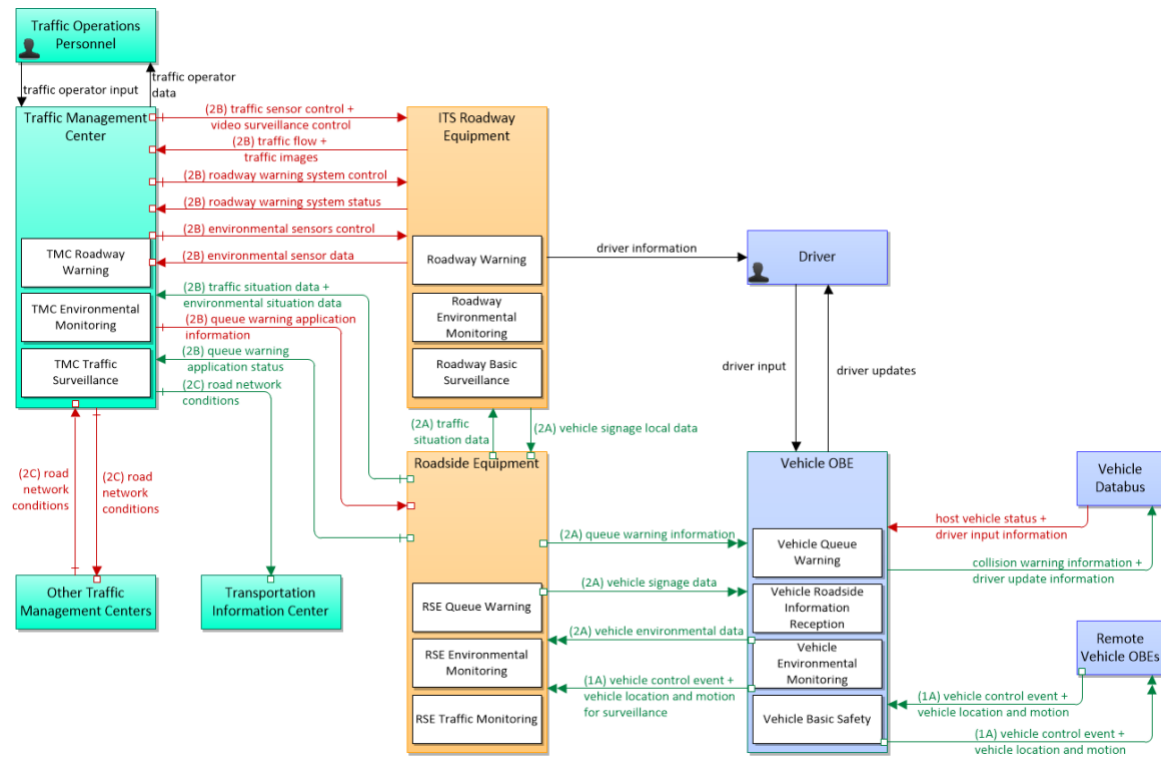 Traffic Operations
Personnel
traffic operator input
traffic operator
data
Traffic Management
Center
(2B) traffic sensor control +
video surveillance control
(2B) traffic flow +
traffic images
(2B) roadway warning system control
(2B) roadway warning system status
(2B) environmental sensors control
(2B) environmental sensor data
ITS Roadway
Equipment
TMC Roadway
Warning
TMC Environmental
Monitoring
TMC Traffic
Surveillance
Roadway Warning
Roadway
Environmental
Monitoring
Roadway Basic
Surveillance
driver information
Driver
(2B) traffic situation data +
environmental situation data
(2B) queue warning application
information
(2B) queue warning
application status
(2C) road network
conditions
driver input
driver updates
(2A) traffic
situation data
(2A) vehicle signage local data
(2C) road
network
conditions
(2C) road
network
conditions
Other Traffic
Management Centers
Transportation
Information Center
Roadside Equipment
RSE Queue Warning
RSE Environmental
Monitoring
RSE Traffic Monitoring
(2A) queue warning information
(2A) vehicle signage data
(2A) vehicle environmental data
(1A) vehicle control event +
vehicle location and motion
for surveillance
Vehicle OBE
Vehicle Queue
Warning
Vehicle Roadside
Information
Reception
Vehicle
Environmental
Monitoring
Vehicle Basic Safety
Vehicle
Databus
host vehicle status +
driver input information
collision warning information +
driver update information
Remote
Vehicle OBEs
(1A) vehicle control event +
vehicle location and motion
(1A) vehicle control event +
vehicle location and motion